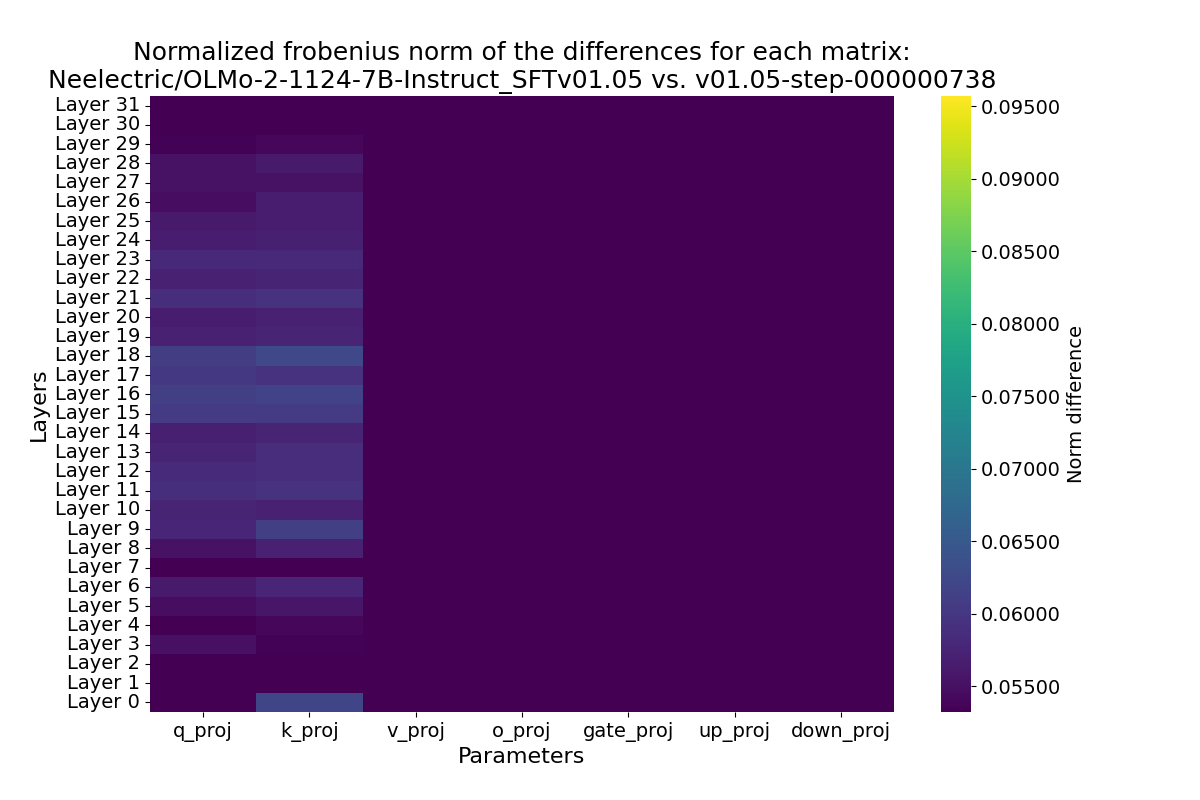 Normalized frobenius norm of the differences for each matrix:
Neelectric/OLMo-2-1124-7B-Instruct_SFTv01.05 vs. v01.05-step-000000738
Layers
Layer 31
Layer 30
Layer 29
Layer 28
Layer 27
Layer 26
Layer 25
Layer 24
Layer 23
Layer 22
Layer 21
Layer 20
Layer 19
Layer 18
Layer 17
Layer 16
Layer 15
Layer 14
Layer 13
Layer 12
Layer 11
Layer 10
Layer 9
Layer 8
Layer 7
Layer 6
Layer 5
Layer 4
Layer 3
Layer 2
Layer 1
Layer 0
q_proj k_proj v_proj o_proj gate_proj up_proj down_proj
Parameters
0.09500
0.09000
0.08500
0.08000
0.07500
0.07000
0.06500
0.06000
0.05500
Norm difference